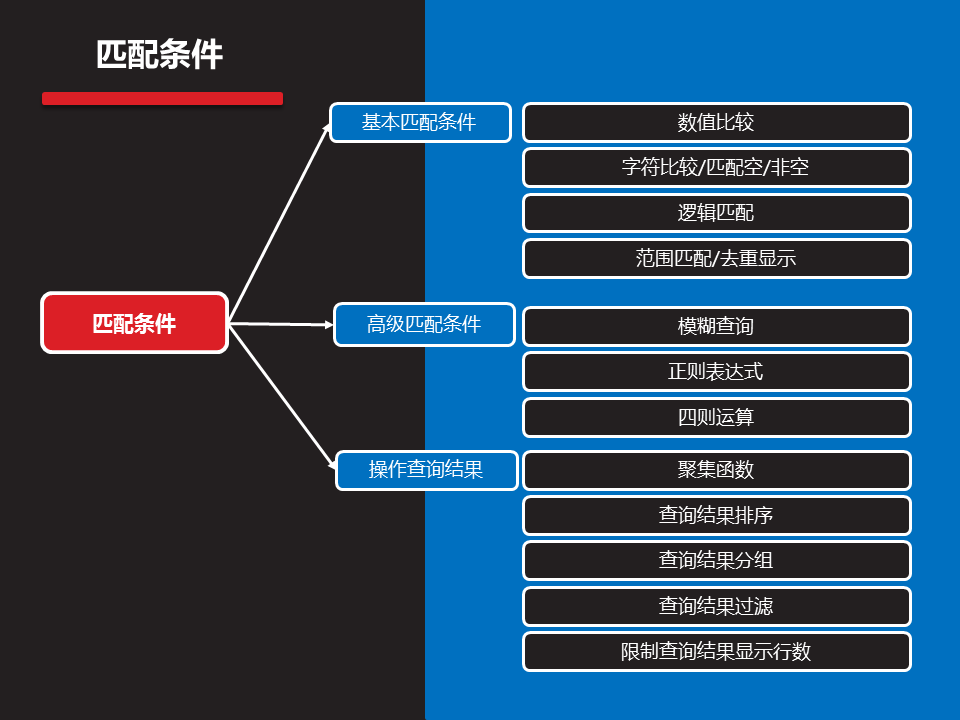 匹配条件
基本匹配条件
数值比较
字符比较/匹配空/非空
逻辑匹配
范围匹配/去重显示
匹配条件
高级匹配条件
模糊查询
正则表达式
四则运算
操作查询结果
聚集函数
查询结果排序
查询结果分组
查询结果过滤
限制查询结果显示行数